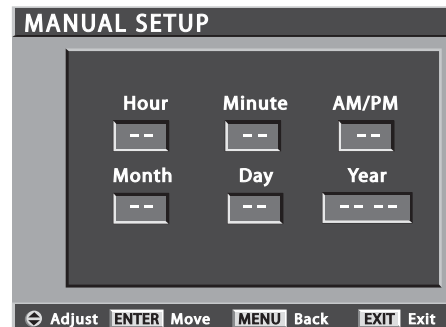 MANUAL SETUP
Hour Minute AM/PM
-- -- --
Month Day Year
-- -- -- --
Adjust ENTER Move MENU Back EXIT Exit